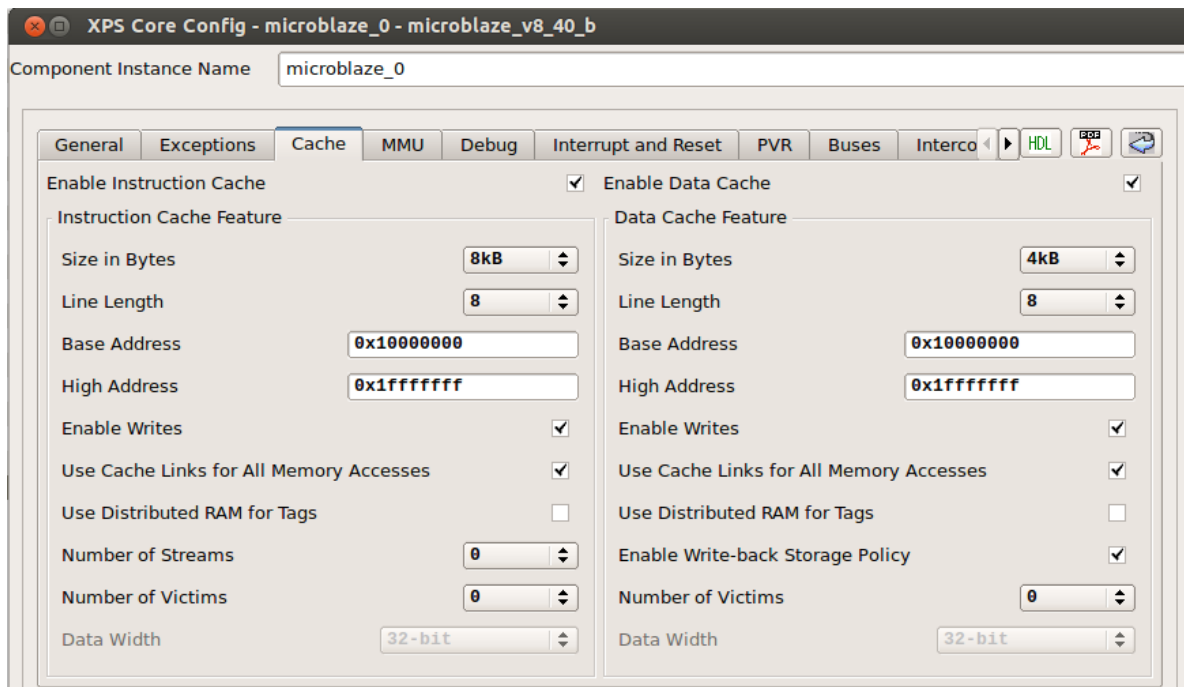 XPS Core Config - microblaze_0 - microblaze_v8_40_b
Component Instance Name microblaze_0
General Exceptions Cache MMU Debug Interrupt and Reset PVR Buses Interco HDL PDF
Enable Instruction Cache
Instruction Cache Feature
Size in Bytes 8kB
Line Length 8
Base Address 0x10000000
High Address 0x1fffffff
Enable Writes
Use Cache Links for All Memory Accesses
Use Distributed RAM for Tags
Number of Streams 0
Number of Victims 0
Data Width 32-bit
Enable Data Cache
Data Cache Feature
Size in Bytes 4kB
Line Length 8
Base Address 0x10000000
High Address 0x1fffffff
Enable Writes
Use Cache Links for All Memory Accesses
Use Distributed RAM for Tags
Enable Write-back Storage Policy
Number of Victims 0
Data Width 32-bit